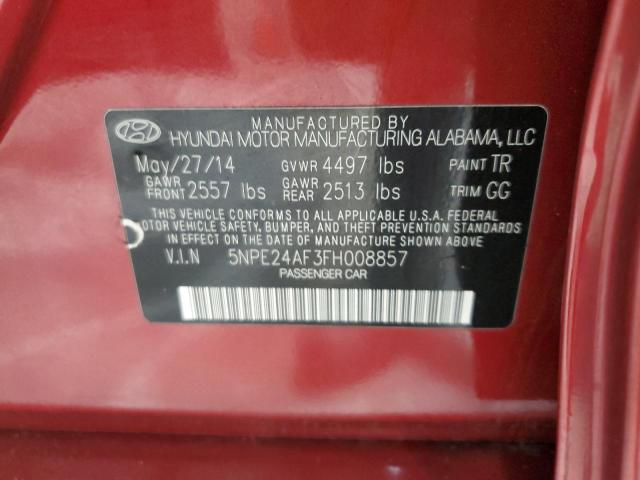 MANUFACTURED BY
HYUNDAI MOTOR MANUFACTURING ALABAMA, LLC
May/27/14 GVWR 4497 lbs PAINT TR
GAWR FRONT 2557 lbs GAWR REAR 2513 lbs TRIM GG
THIS VEHICLE CONFORMS TO ALL APPLICABLE U.S.A. FEDERAL
MOTOR VEHICLE SAFETY, BUMPER, AND THEFT PREVENTION
STANDARDS IN EFFECT ON THE DATE OF MANUFACTURE SHOWN
ABOVE
V.I.N 5NPE24AF3FH008857
PASSENGER CAR